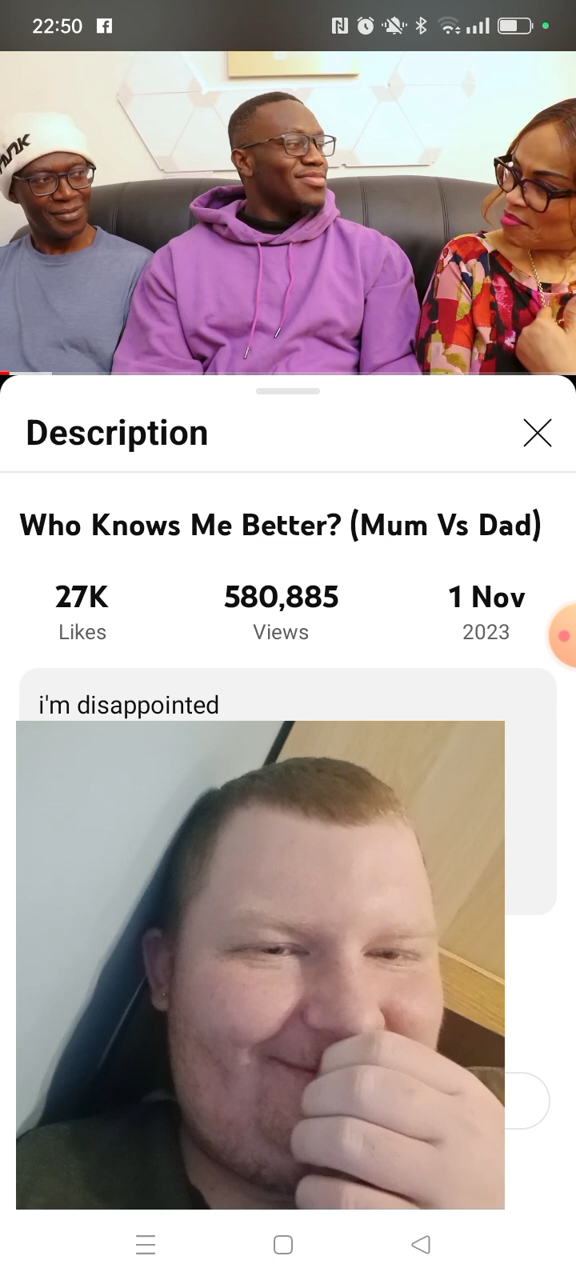 22:50
Description
Who Knows Me Better? (Mum Vs Dad)
27K 580,885 1 Nov
Likes Views 2023
i'm disappointed